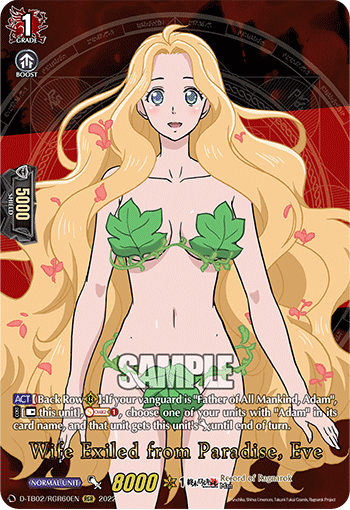 1
GRADE
BOOST
5000
SHIELD
SAMPLE
ACT [Back Row]:If your vanguard is "Father of All Mankind, Adam",
this unit], choose one of your units with "Adam" in its
card name, and that unit gets this unit's until end of turn.
Wife Exiled from Paradise, Eve
NORMAL UNIT
8000
1
Record of Ragnarok
D-TB02/RGR60EN RGR 2022